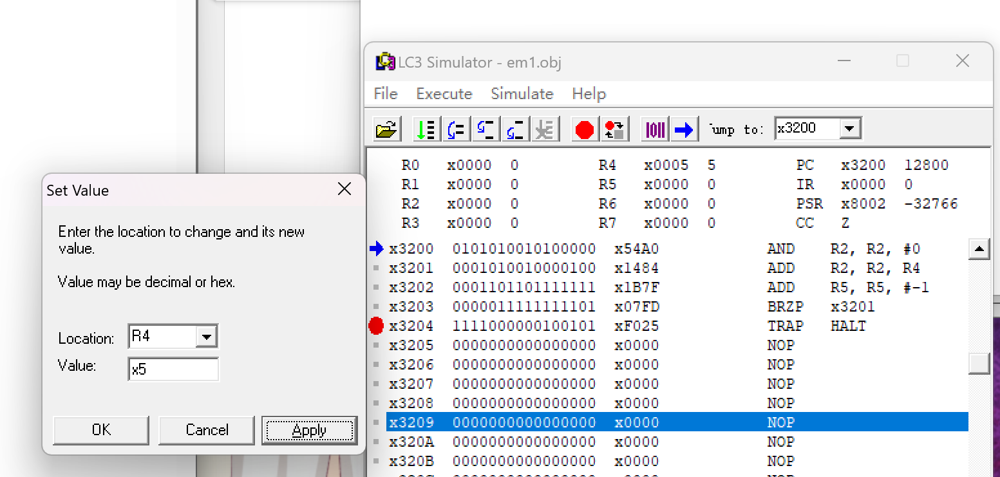 LC3 Simulator - em1.obj
File Execute Simulate Help
Jump to: x3200
R0 x0000 0 R4 x0005 5 PC x3200 12800
R1 x0000 0 R5 x0000 0 IR x0000 0
R2 x0000 0 R6 x0000 0 PSR x8002 -32766
R3 x0000 0 R7 x0000 0 CC Z
x3200 0101010010100000 x54A0 AND R2, R2, #0
x3201 0001010010000100 x1484 ADD R2, R2, R4
x3202 0001101101111111 x1B7F ADD R5, R5, #-1
x3203 0000011111111101 x07FD BRZP x3201
x3204 1111000000100101 xF025 TRAP HALT
x3205 0000000000000000 x0000 NOP
x3206 0000000000000000 x0000 NOP
x3207 0000000000000000 x0000 NOP
x3208 0000000000000000 x0000 NOP
x3209 0000000000000000 x0000 NOP
x320A 0000000000000000 x0000 NOP
x320B 0000000000000000 x0000 NOP
Set Value
Enter the location to change and its new
value.
Value may be decimal or hex.
Location: R4
Value: x5
OK Cancel Apply